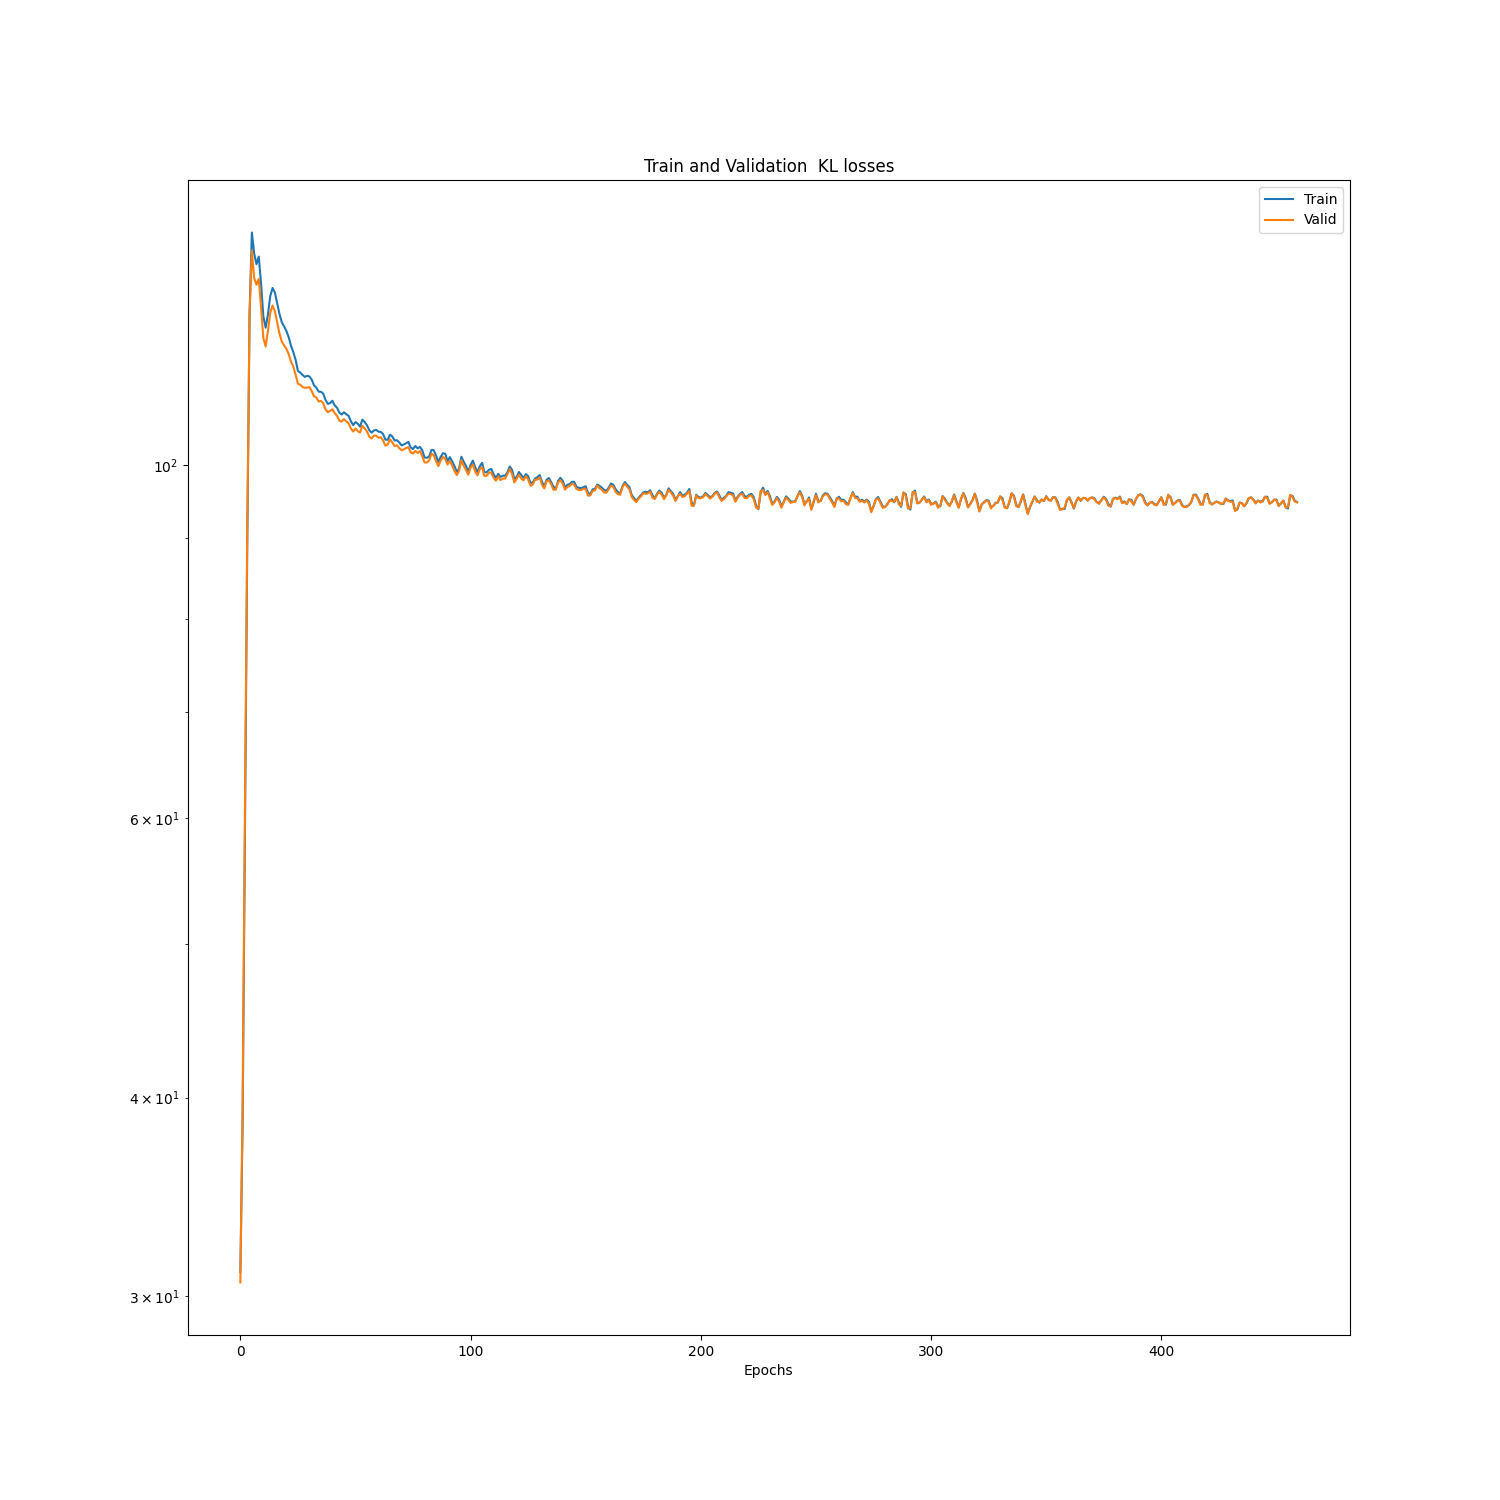 Train and Validation  KL losses
Train
Valid
10²
6 × 10¹
4 × 10¹
3 × 10¹
0 100 200 300 400
Epochs